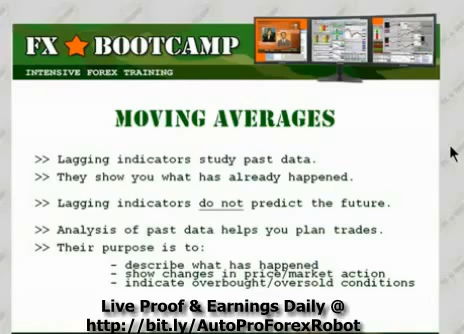 FX ★ BOOTCAMP
INTENSIVE FOREX TRAINING
MOVING AVERAGES
>> Lagging indicators study past data.
>> They show you what has already happened.
>> Lagging indicators do not predict the future.
>> Analysis of past data helps you plan trades.
>> Their purpose is to:
- describe what has happened
- show changes in price/market action
- indicate overbought/oversold conditions
Live Proof & Earnings Daily @
http://bit.ly/AutoProForexRobot